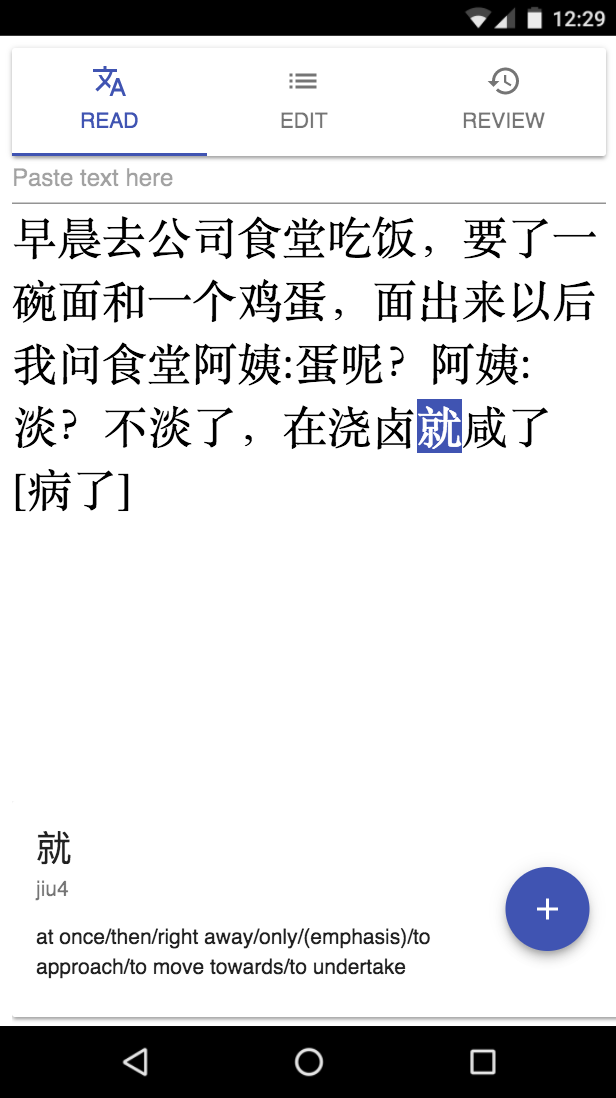 12:29
READ EDIT REVIEW
Paste text here
早晨去公司食堂吃饭，要了一
碗面和一个鸡蛋，面出来以后
我问食堂阿姨:蛋呢？阿姨:
淡？不淡了，在浇卤就咸了
[病了]
就
jiu4
at once/then/right away/only/(emphasis)/to
approach/to move towards/to undertake